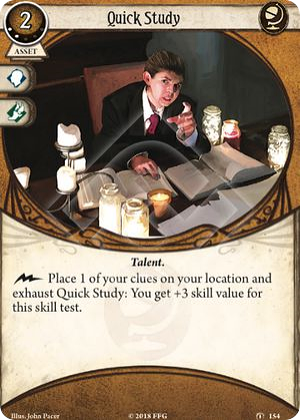 2
Quick Study
ASSET
Talent.
Place 1 of your clues on your location and
exhaust Quick Study: You get +3 skill value for
this skill test.
Illus. John Pacer
© 2018 FFG
154